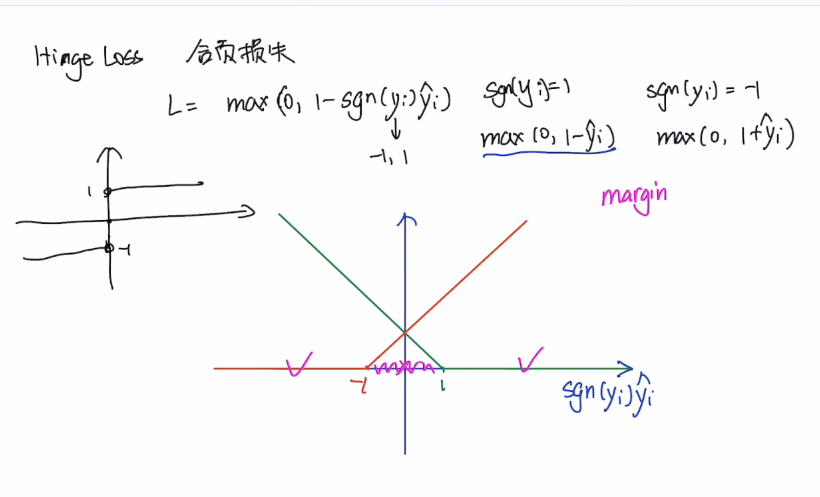 Hinge Loss 合页损失
L = max(0, 1-sgn(yᵢ)ŷᵢ)
-1, 1
sgn(yᵢ)=1
max(0, 1-ŷᵢ)
sgn(yᵢ) = -1
max(0, 1+ŷᵢ)
margin
1
-1
-1
1
sgn(yᵢ)ŷᵢ